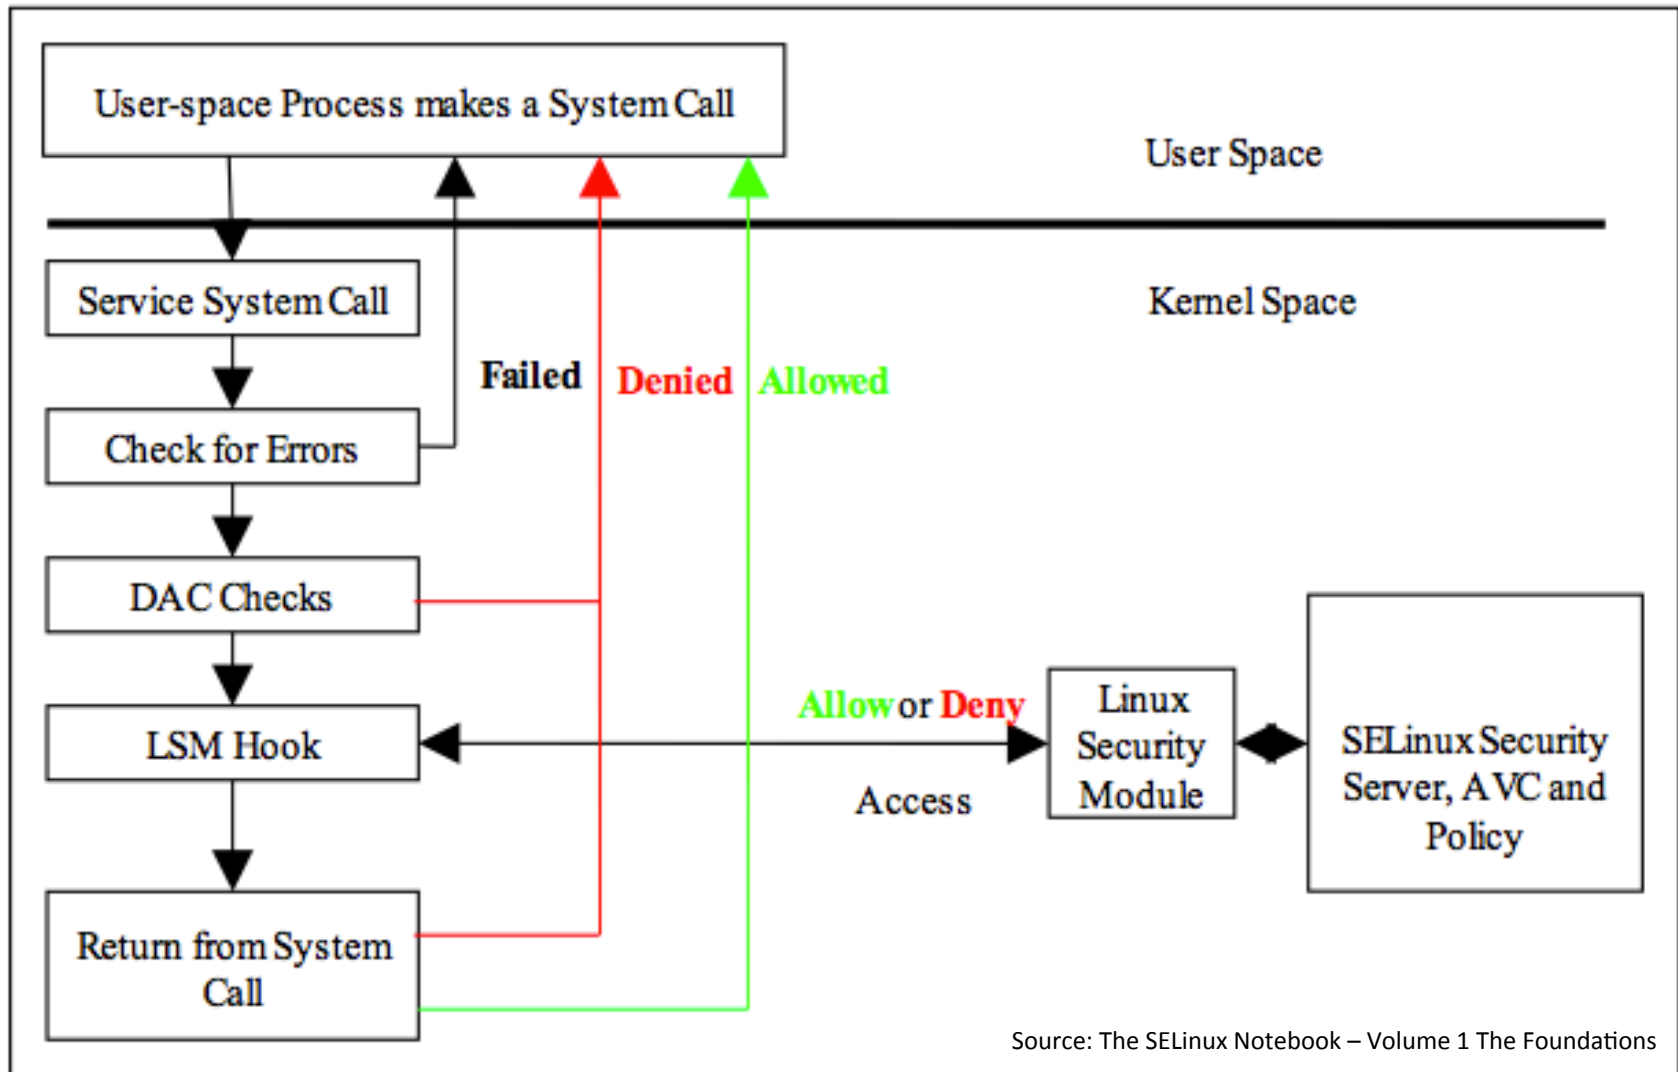 User-space Process makes a System Call
User Space
Service System Call
Kernel Space
Failed
Denied
Allowed
Check for Errors
DAC Checks
LSM Hook
Allow or Deny
Access
Linux
Security
Module
SELinux Security
Server, AVC and
Policy
Return from System
Call
Source: The SELinux Notebook – Volume 1 The Foundations